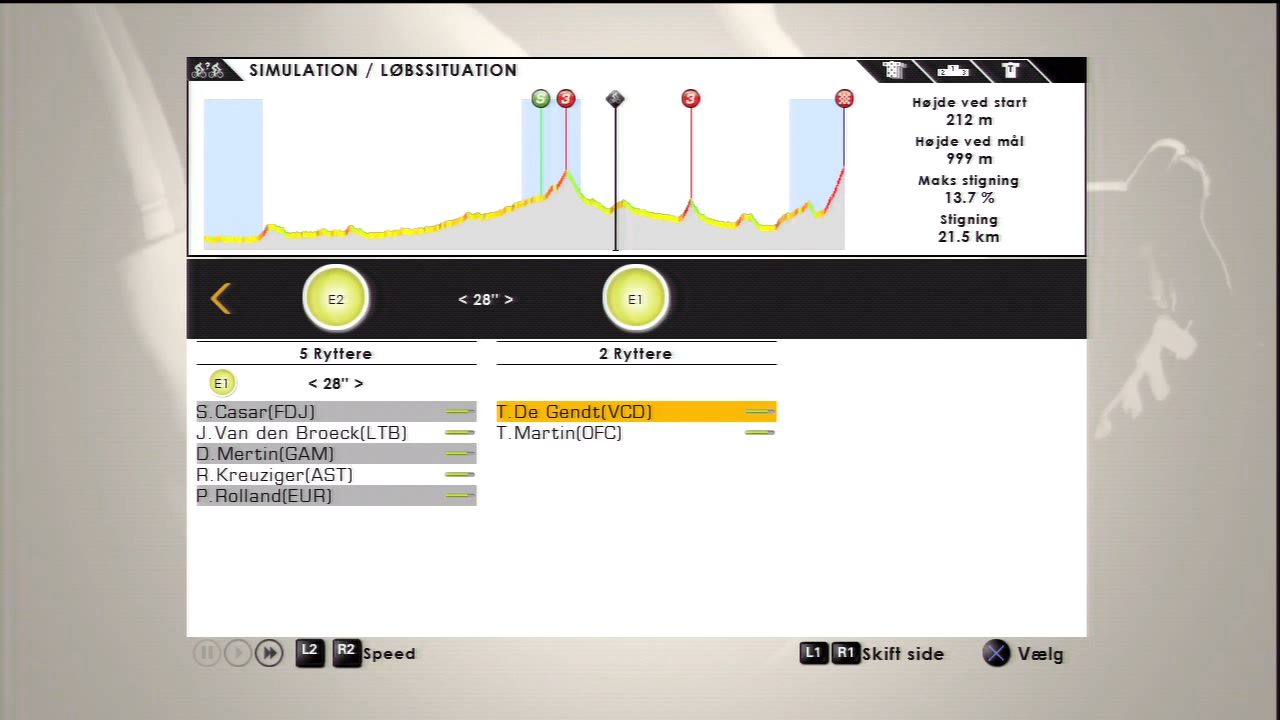 SIMULATION / LØBSSITUATION
S 3 3
Højde ved start
212 m
Højde ved mål
999 m
Maks stigning
13.7 %
Stigning
21.5 km
E2 < 28" > E1
5 Ryttere
2 Ryttere
E1 < 28" >
S.Casar(FDJ)
J.Van den Broeck(LTB)
D.Mertin(GAM)
R.Kreuziger(AST)
P.Rolland(EUR)
T.De Gendt(VCD)
T.Martin(OFC)
L2 R2 Speed
L1 R1 Skift side
Vælg